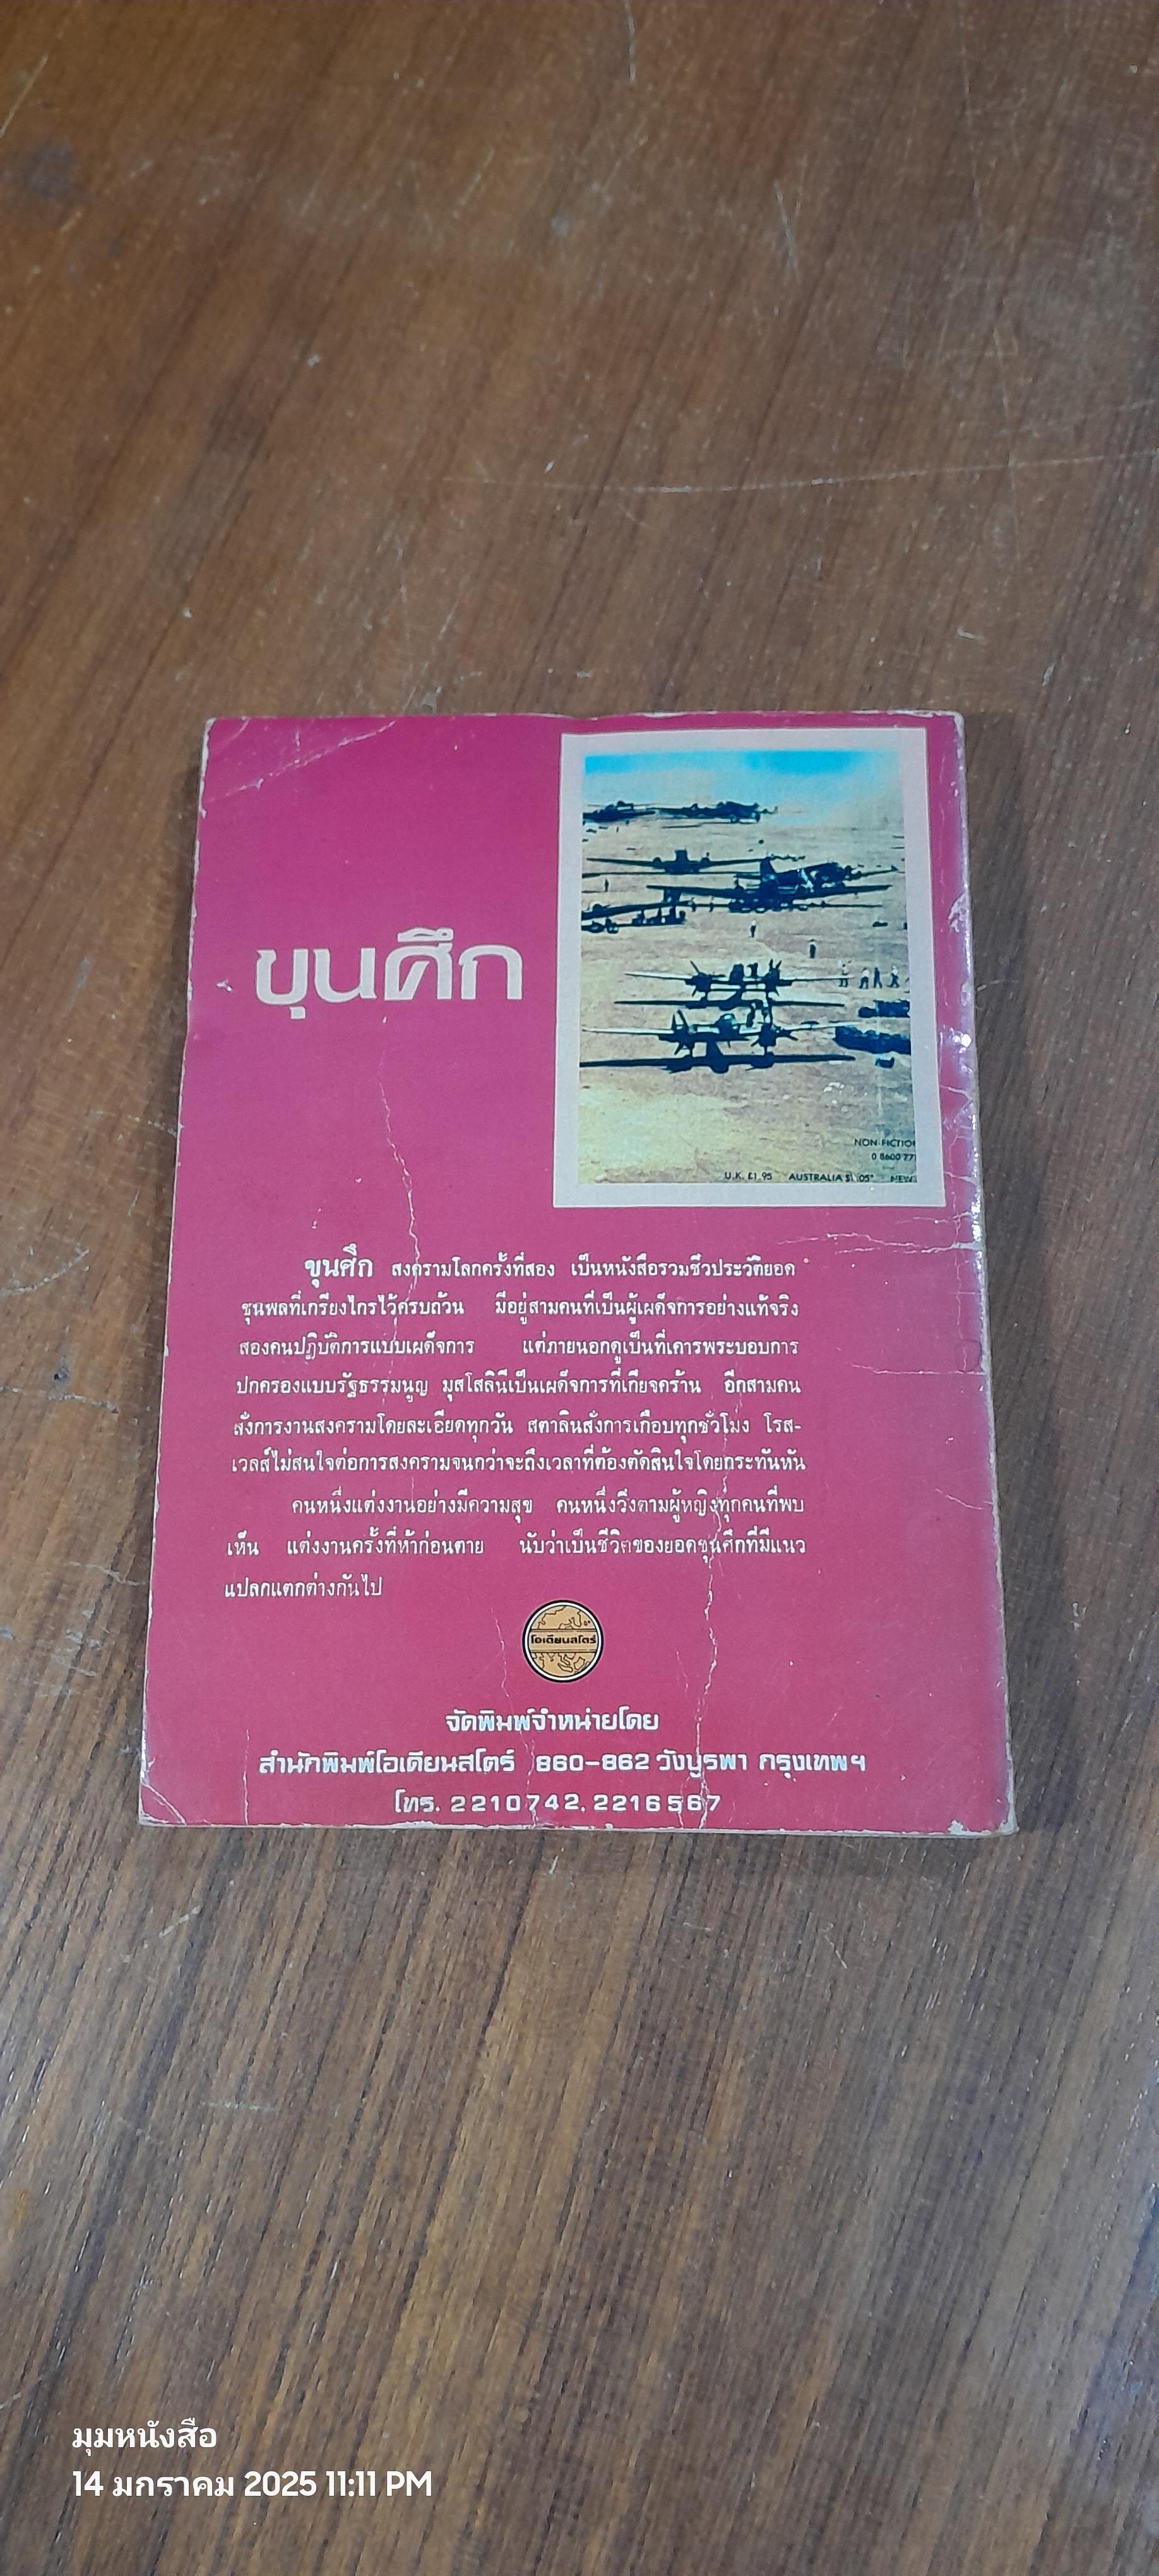 ขุนศึก
NON-FICTION
0 8600 77
U.K. £1.95 AUSTRALIA $ .05* NEW
ขุนศึก สงครามโลกครั้งที่สอง เป็นหนังสือรวมชีวประวัติยอด
ขุนพลที่เกรียงไกรไว้ครบถ้วน มีอยู่สามคนที่เป็นผู้เผด็จการอย่างแท้จริง
สองคนปฏิบัติการแบบเผด็จการ แต่ภายนอกดูเป็นที่เคารพระบอบการ
ปกครองแบบรัฐธรรมนูญ มุสโสลินีเป็นเผด็จการที่เกียจคร้าน อีกสามคน
สั่งการงานสงครามโดยละเอียดทุกวัน สตาลินสั่งการเกือบทุกชั่วโมง โรส-
เวลส์ไม่สนใจต่อการสงครามจนกว่าจะถึงเวลาที่ต้องตัดสินใจโดยกระทันหัน
คนหนึ่งแต่งงานอย่างมีความสุข คนหนึ่งวิ่งตามผู้หญิงทุกคนที่พบ
เห็น แต่งงานครั้งที่ห้าก่อนตาย นับว่าเป็นชีวิตของยอดขุนศึกที่มีแนว
แปลกแตกต่างกันไป
โอเดียนสโตร์
จัดพิมพ์จำหน่ายโดย
สำนักพิมพ์โอเดียนสโตร์ 860-862 วังบูรพา กรุงเทพฯ
โทร. 2210742, 2216567
มุมหนังสือ
14 มกราคม 2025 11:11 PM